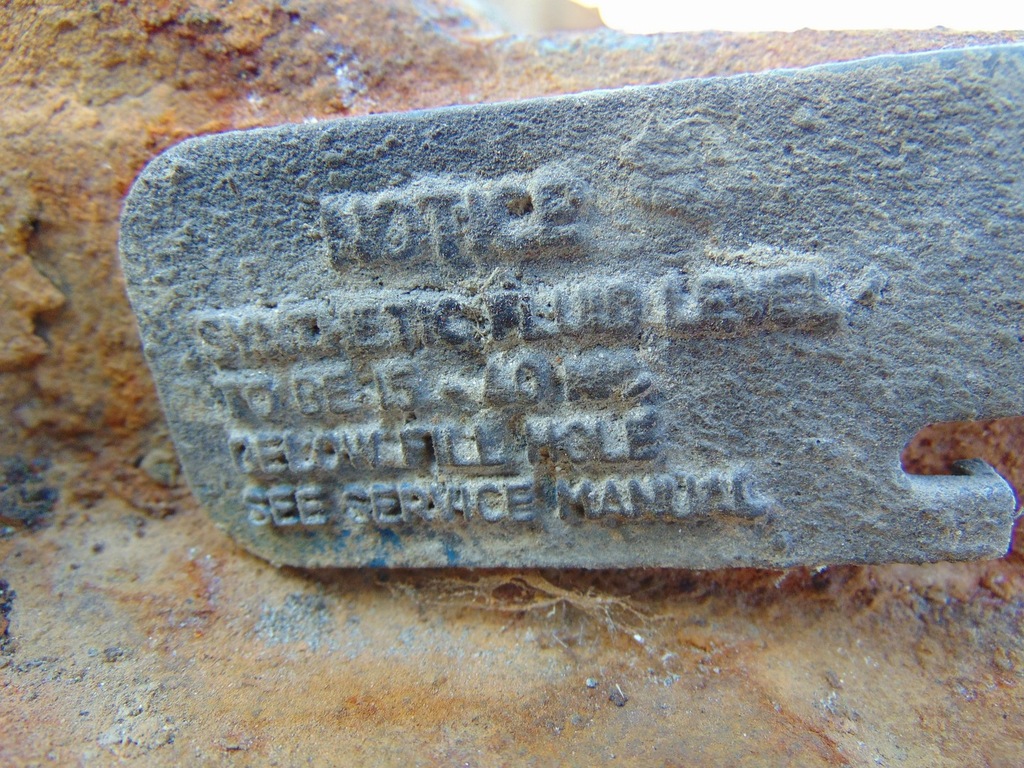 NOTICE
SYNTHETIC FLUID LEVEL
TO BE 15 - 40
BELOW FILL HOLE
SEE SERVICE MANUAL